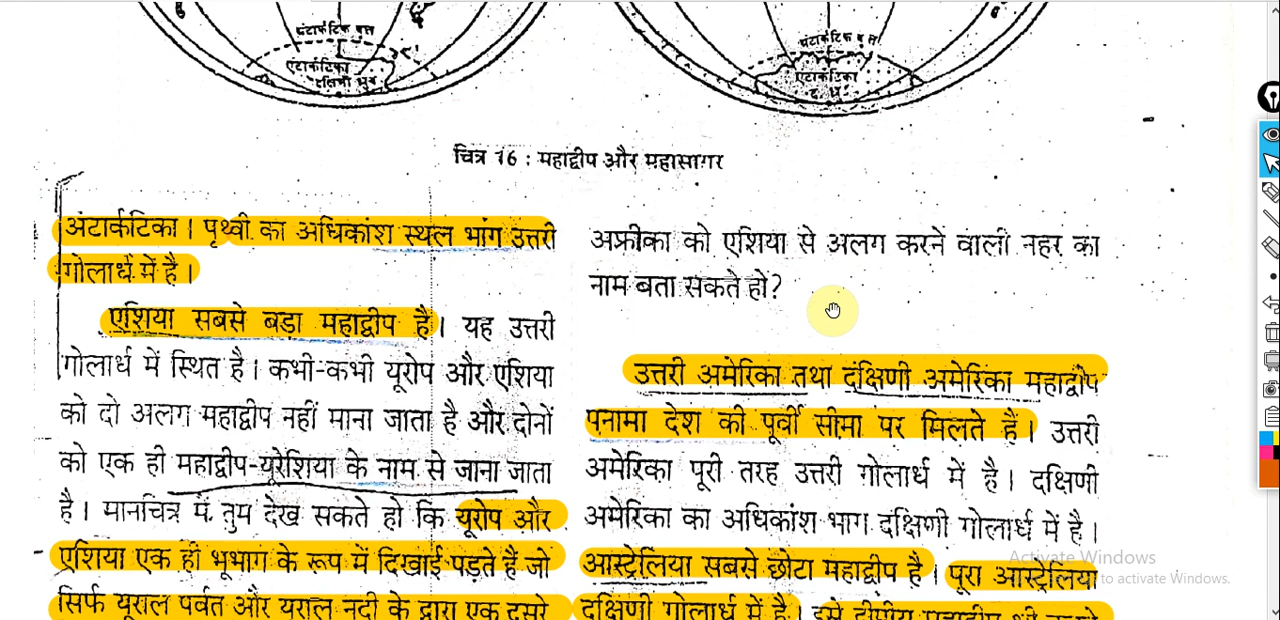 एंटार्कटिक वृत्त
एंटार्कटिका
दक्षिणी ध्रुव
एंटार्कटिक वृत्त
एंटार्कटिका
द. ध्रु.
चित्र 16 : महाद्वीप और महासागर
अंटार्कटिका । पृथ्वी का अधिकांश स्थल भाग उत्तरी
गोलार्ध में है ।
एशिया सबसे बड़ा महाद्वीप है । यह उत्तरी
गोलार्ध में स्थित है । कभी-कभी यूरोप और एशिया
को दो अलग महाद्वीप नहीं माना जाता है और दोनों
को एक ही महाद्वीप-यूरेशिया के नाम से जाना जाता
है । मानचित्र में तुम देख सकते हो कि यूरोप और
एशिया एक ही भूभाग के रूप में दिखाई पड़ते हैं जो
सिर्फ यूराल पर्वत और यराल नदी के द्वारा एक दूसरे
अफ्रीका को एशिया से अलग करने वाली नहर का
नाम बता सकते हो?
उत्तरी अमेरिका तथा दक्षिणी अमेरिका महाद्वीप
पनामा देश की पूर्वी सीमा पर मिलते हैं । उत्तरी
अमेरिका पूरी तरह उत्तरी गोलार्ध में है । दक्षिणी
अमेरिका का अधिकांश भाग दक्षिणी गोलार्ध में है ।
आस्ट्रेलिया सबसे छोटा महाद्वीप है । पूरा आस्ट्रेलिया
दक्षिणी गोलार्ध में है । इसे द्वीपीय महाद्वीप भी
Activate Windows
to activate Windows.